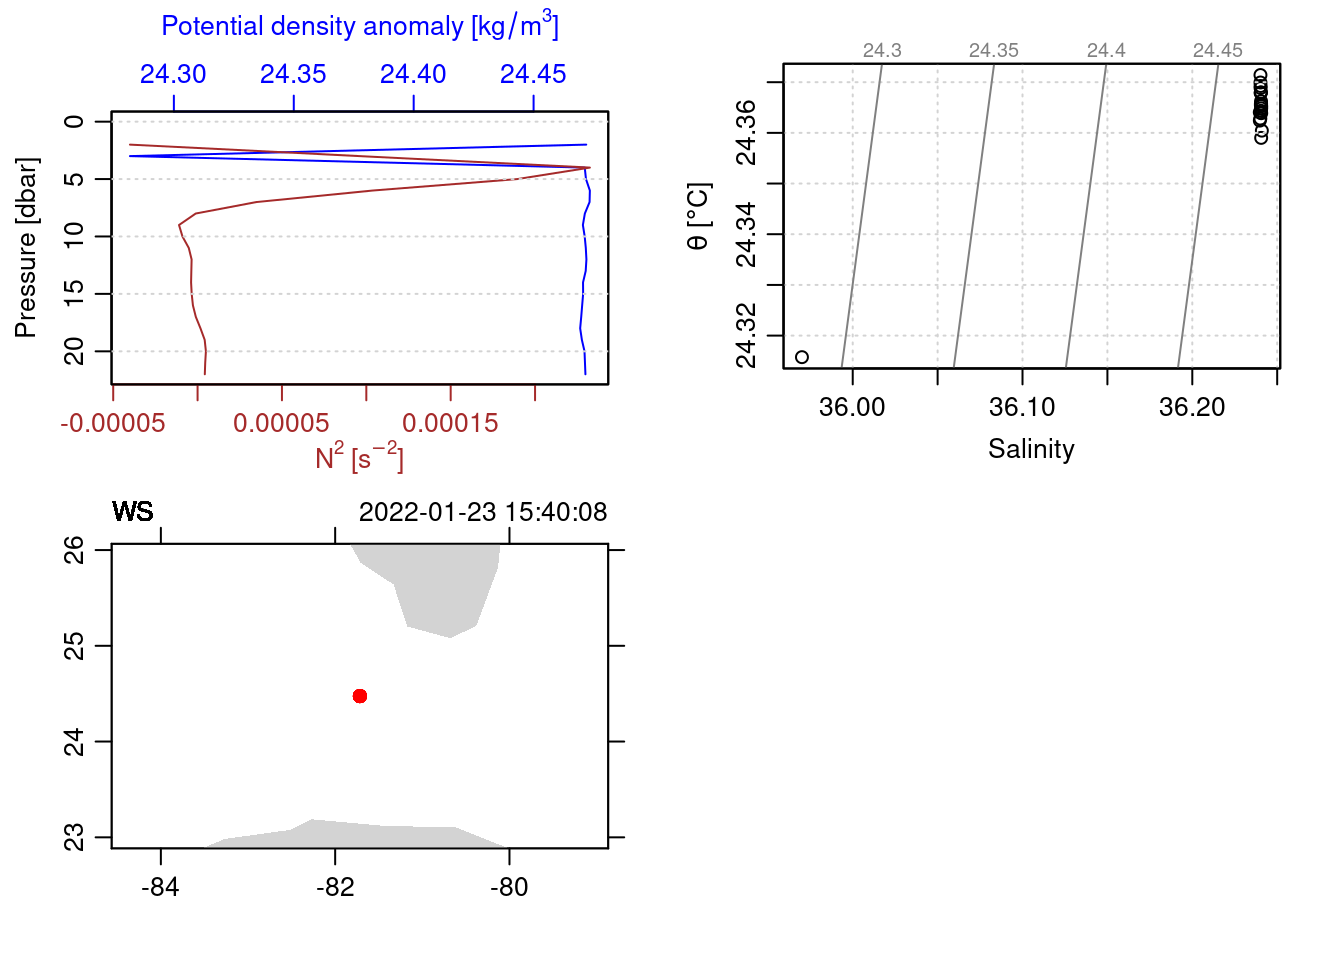 Potential density anomaly [kg/m³]
24.30 24.35 24.40 24.45
Pressure [dbar]
0
5
10
15
20
-0.00005 0.00005 0.00015
N² [s⁻²]
24.3 24.35 24.4 24.45
θ [°C]
24.36
24.34
24.32
36.00 36.10 36.20
Salinity
WS 2022-01-23 15:40:08
26
25
24
23
-84 -82 -80